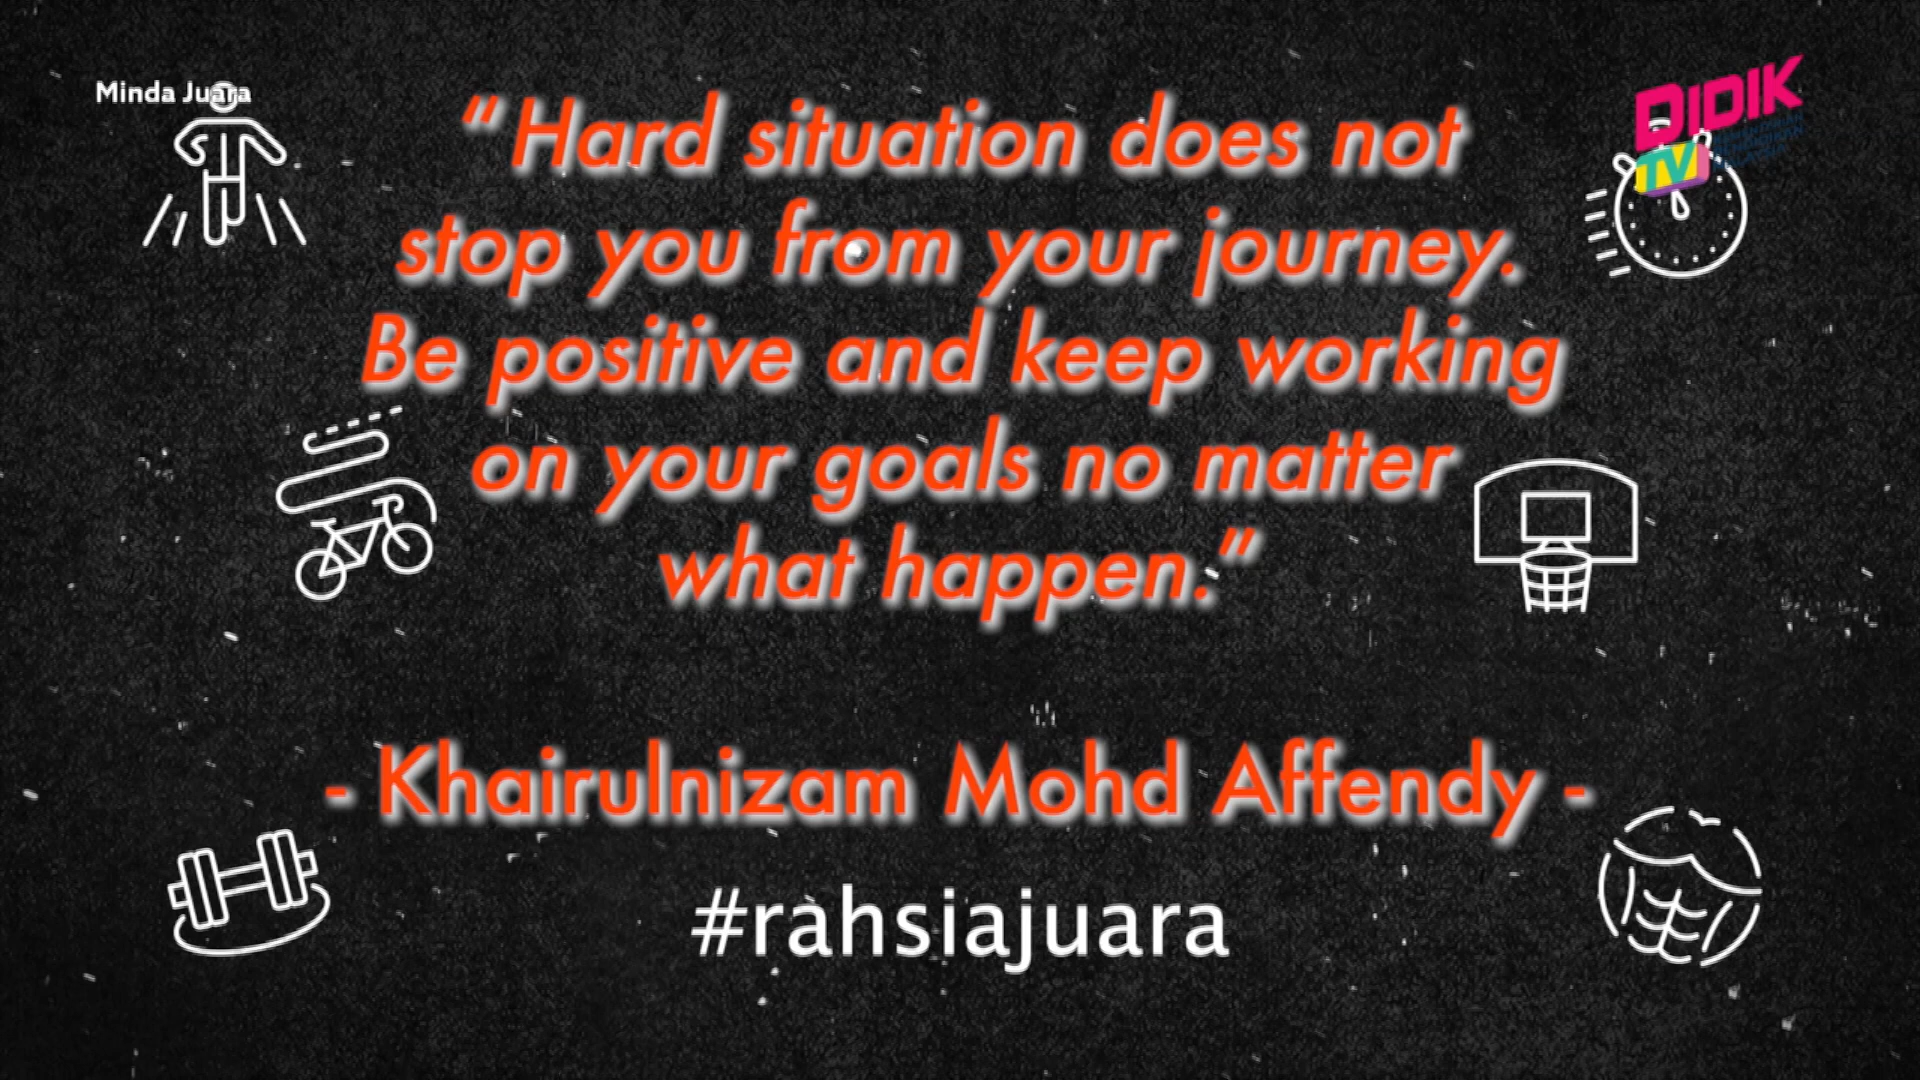 Minda Juara
DIDIK
TV
“Hard situation does not
stop you from your journey.
Be positive and keep working
on your goals no matter
what happen.”
- Khairulnizam Mohd Affendy -
#rahsiajuara